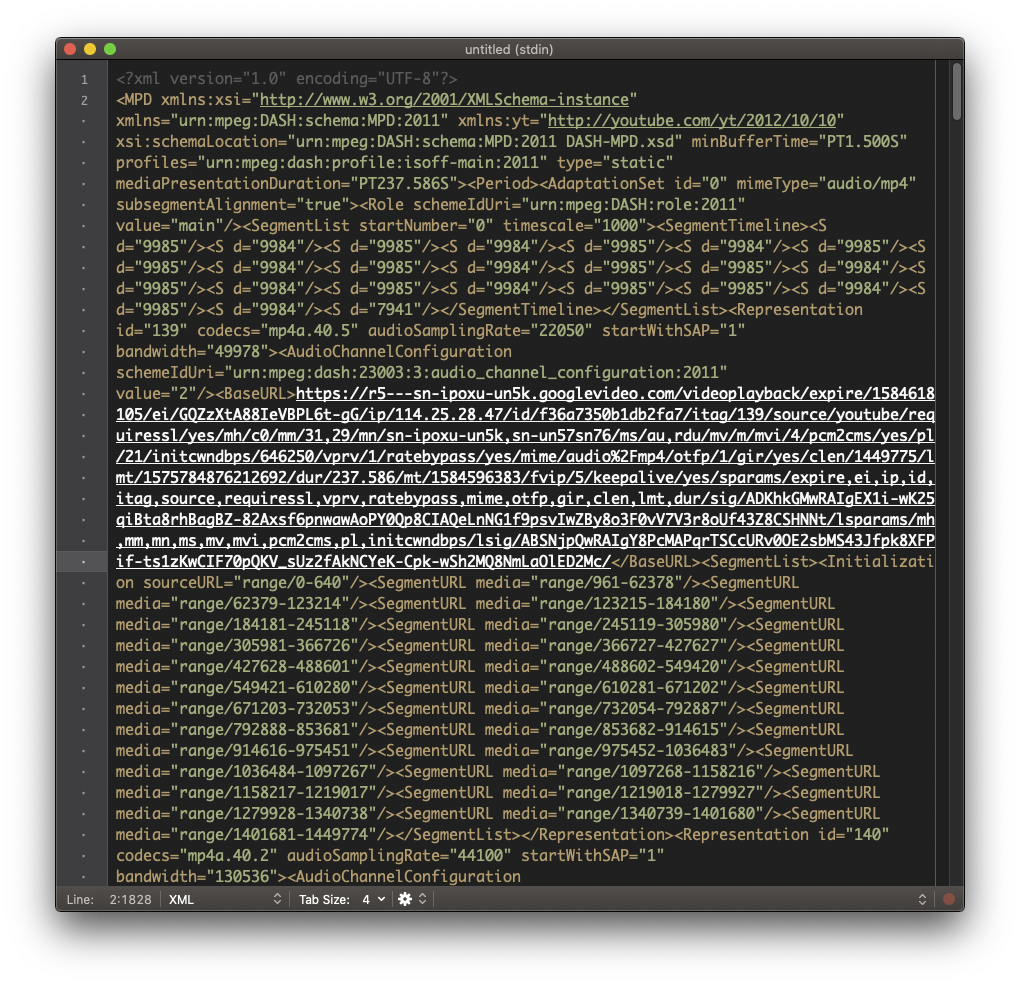 untitled (stdin)
1 <?xml version="1.0" encoding="UTF-8"?>
2 <MPD xmlns:xsi="http://www.w3.org/2001/XMLSchema-instance"
· xmlns="urn:mpeg:DASH:schema:MPD:2011" xmlns:yt="http://youtube.com/yt/2012/10/10"
· xsi:schemaLocation="urn:mpeg:DASH:schema:MPD:2011 DASH-MPD.xsd" minBufferTime="PT1.500S"
· profiles="urn:mpeg:dash:profile:isoff-main:2011" type="static"
· mediaPresentationDuration="PT237.586S"><Period><AdaptationSet id="0" mimeType="audio/mp4"
· subsegmentAlignment="true"><Role schemeIdUri="urn:mpeg:DASH:role:2011"
· value="main"/><SegmentList startNumber="0" timescale="1000"><SegmentTimeline><S
· d="9985"/><S d="9984"/><S d="9985"/><S d="9984"/><S d="9985"/><S d="9984"/><S d="9985"/><S
· d="9985"/><S d="9984"/><S d="9985"/><S d="9984"/><S d="9985"/><S d="9985"/><S d="9984"/><S
· d="9985"/><S d="9984"/><S d="9985"/><S d="9984"/><S d="9985"/><S d="9985"/><S d="9984"/><S
· d="9985"/><S d="9984"/><S d="7941"/></SegmentTimeline></SegmentList><Representation
· id="139" codecs="mp4a.40.5" audioSamplingRate="22050" startWithSAP="1"
· bandwidth="49978"><AudioChannelConfiguration
· schemeIdUri="urn:mpeg:dash:23003:3:audio_channel_configuration:2011"
· value="2"/><BaseURL>https://r5---sn-ipoxu-un5k.googlevideo.com/videoplayback/expire/1584618
· 105/ei/GQZzXtA88IeVBPL6t-gG/ip/114.25.28.47/id/f36a7350b1db2fa7/itag/139/source/youtube/req
· uiressl/yes/mh/c0/mm/31,29/mn/sn-ipoxu-un5k,sn-un57sn76/ms/au,rdu/mv/m/mvi/4/pcm2cms/yes/pl
· /21/initcwndbps/646250/vprv/1/ratebypass/yes/mime/audio%2Fmp4/otfp/1/gir/yes/clen/1449775/l
· mt/1575784876212692/dur/237.586/mt/1584596383/fvip/5/keepalive/yes/sparams/expire,ei,ip,id,
· itag,source,requiressl,vprv,ratebypass,mime,otfp,gir,clen,lmt,dur/sig/ADKhkGMwRAIgEX1i-wK25
· qiBta8rhBagBZ-82Axsf6pnwawAoPY0Qp8CIAQeLnNG1f9psvIwZBy8o3F0vV7V3r8oUf43Z8CSHNNt/lsparams/mh
· ,mm,mn,ms,mv,mvi,pcm2cms,pl,initcwndbps/lsig/ABSNjpQwRAIgY8PcMAPqrTSCcURv0OE2sbMS43Jfpk8XFP
· if-ts1zKwCIF70pQKV_sUz2fAkNCYeK-Cpk-wSh2MQ8NmLaOlED2Mc/</BaseURL><SegmentList><Initializati
· on sourceURL="range/0-640"/><SegmentURL media="range/961-62378"/><SegmentURL
· media="range/62379-123214"/><SegmentURL media="range/123215-184180"/><SegmentURL
· media="range/184181-245118"/><SegmentURL media="range/245119-305980"/><SegmentURL
· media="range/305981-366726"/><SegmentURL media="range/366727-427627"/><SegmentURL
· media="range/427628-488601"/><SegmentURL media="range/488602-549420"/><SegmentURL
· media="range/549421-610280"/><SegmentURL media="range/610281-671202"/><SegmentURL
· media="range/671203-732053"/><SegmentURL media="range/732054-792887"/><SegmentURL
· media="range/792888-853681"/><SegmentURL media="range/853682-914615"/><SegmentURL
· media="range/914616-975451"/><SegmentURL media="range/975452-1036483"/><SegmentURL
· media="range/1036484-1097267"/><SegmentURL media="range/1097268-1158216"/><SegmentURL
· media="range/1158217-1219017"/><SegmentURL media="range/1219018-1279927"/><SegmentURL
· media="range/1279928-1340738"/><SegmentURL media="range/1340739-1401680"/><SegmentURL
· media="range/1401681-1449774"/></SegmentList></Representation><Representation id="140"
· codecs="mp4a.40.2" audioSamplingRate="44100" startWithSAP="1"
· bandwidth="130536"><AudioChannelConfiguration
Line: 2:1828 XML Tab Size: 4